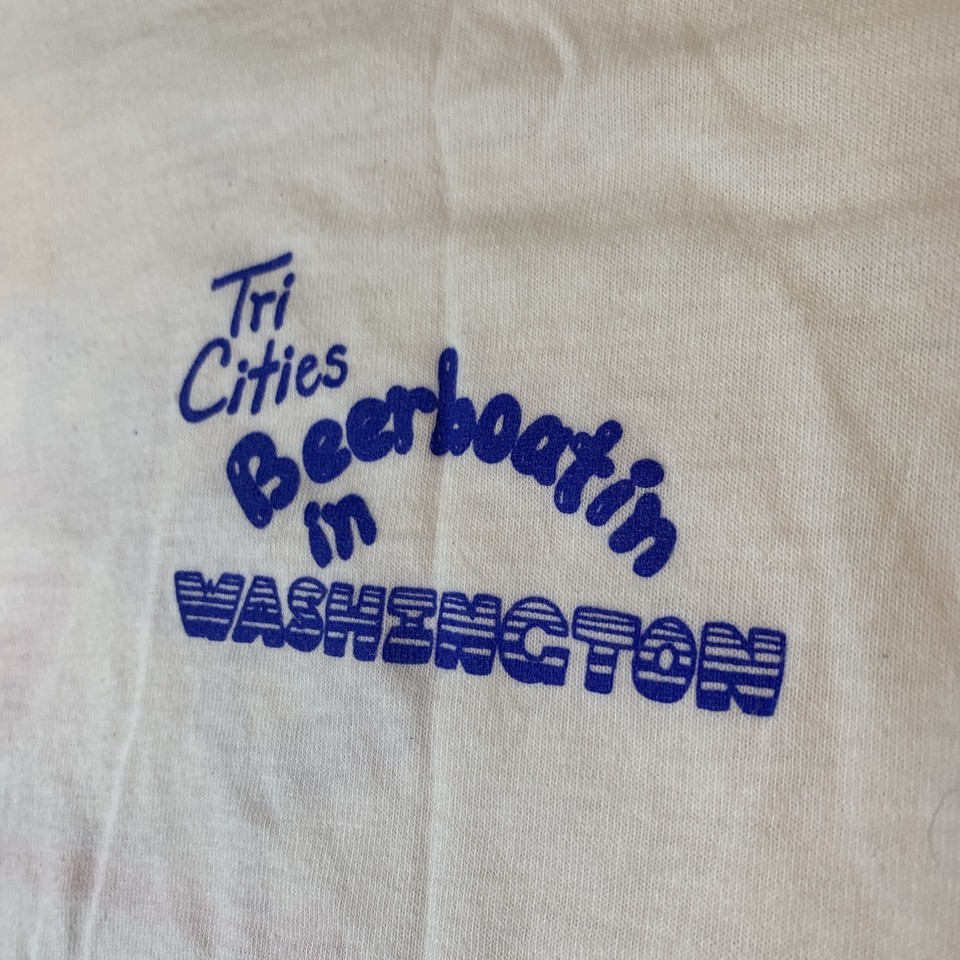 Tri
Cities
Beerboatin
in
WASHINGTON